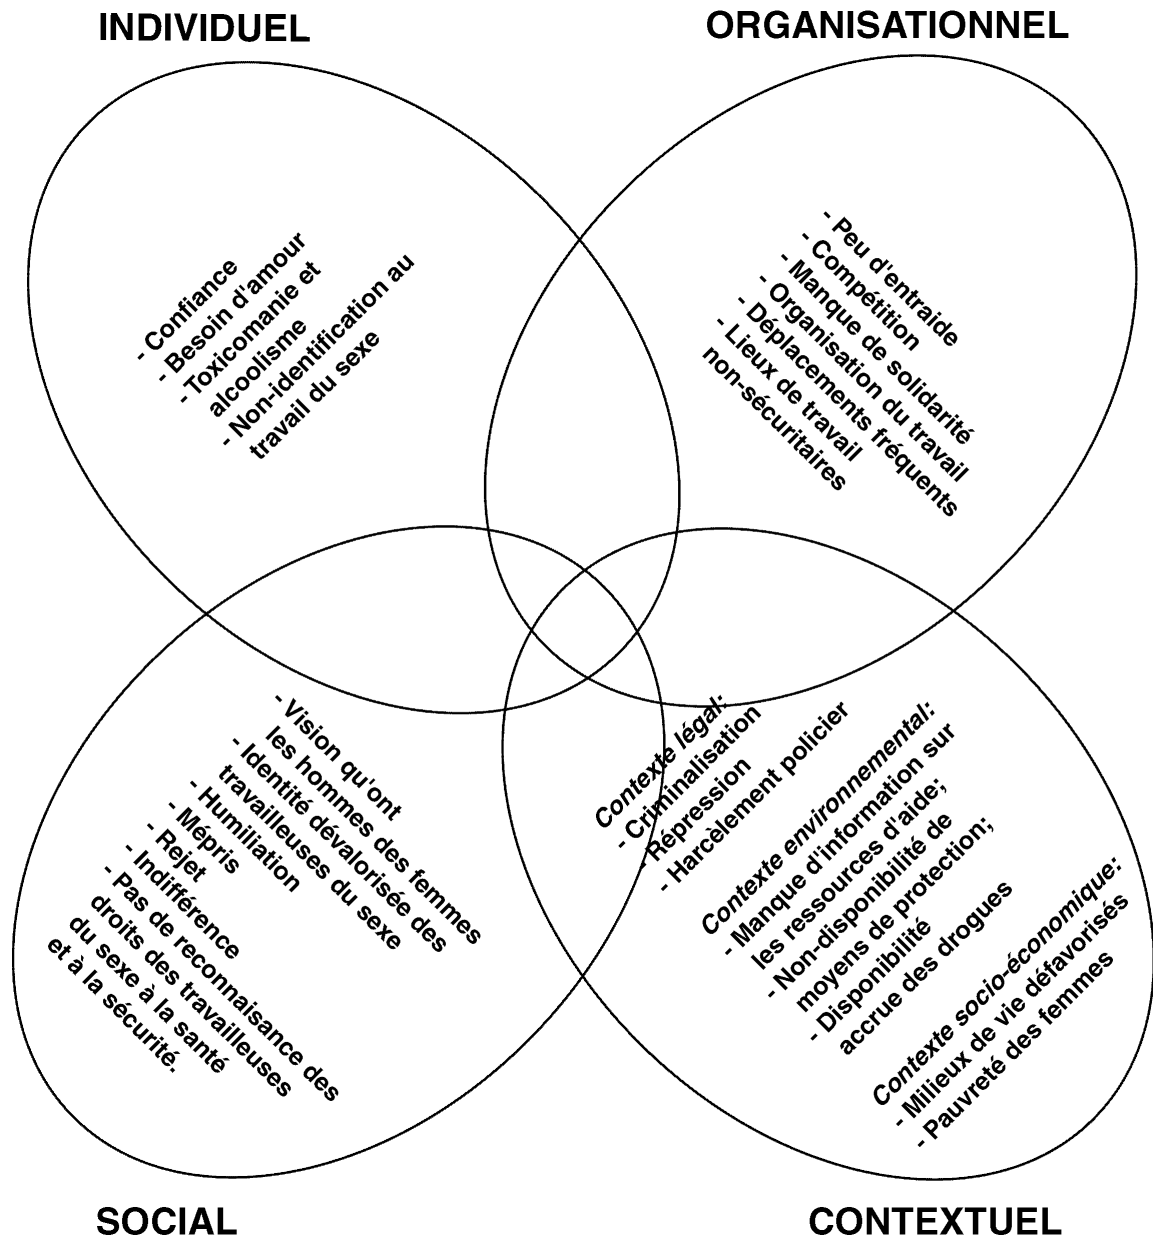 INDIVIDUEL
ORGANISATIONNEL
- Confiance
- Besoin d'amour
- Toxicomanie et
alcoolisme
- Non-identification au
travail du sexe
- Peu d'entraide
- Compétition
- Manque de solidarité
- Organisation du travail
- Déplacements fréquents
- Lieux de travail
non-sécuritaires
- Vision qu'ont
les hommes des femmes
- Identité dévalorisée des
travailleuses du sexe
- Humiliation
- Mépris
- Rejet
- Indifférence
- Pas de reconnaisance des
droits des travailleuses
du sexe à la santé
et à la sécurité.
Contexte légal:
- Criminalisation
- Répression
- Harcèlement policier
Contexte environnemental:
- Manque d'information sur
les ressources d'aide;
- Non-disponibilité de
moyens de protection;
- Disponibilité
accrue des drogues
Contexte socio-économique:
- Milieux de vie défavorisés
- Pauvreté des femmes
SOCIAL
CONTEXTUEL